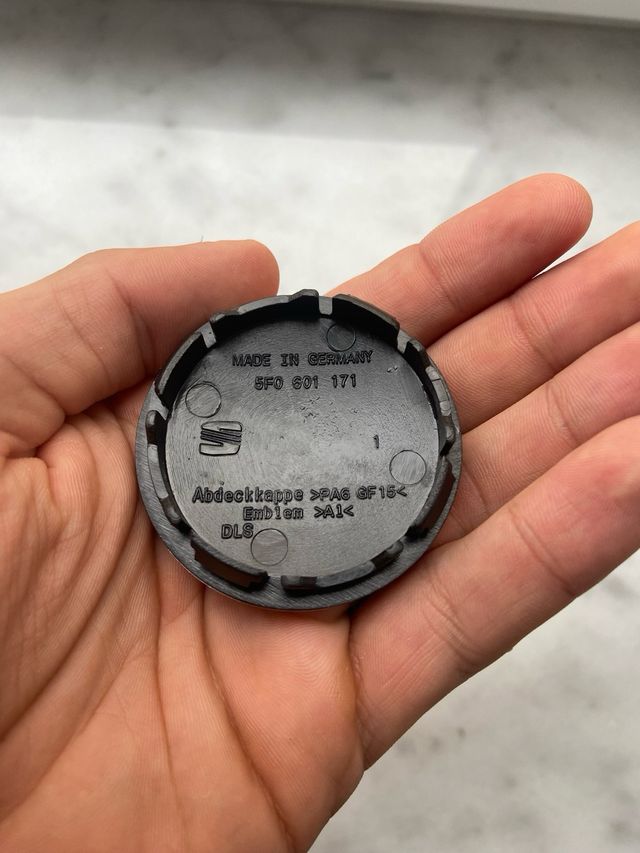 MADE IN GERMANY
5F0 601 171
1
Abdeckkappe >PA6 GF15<
Emblem >A1<
DLS